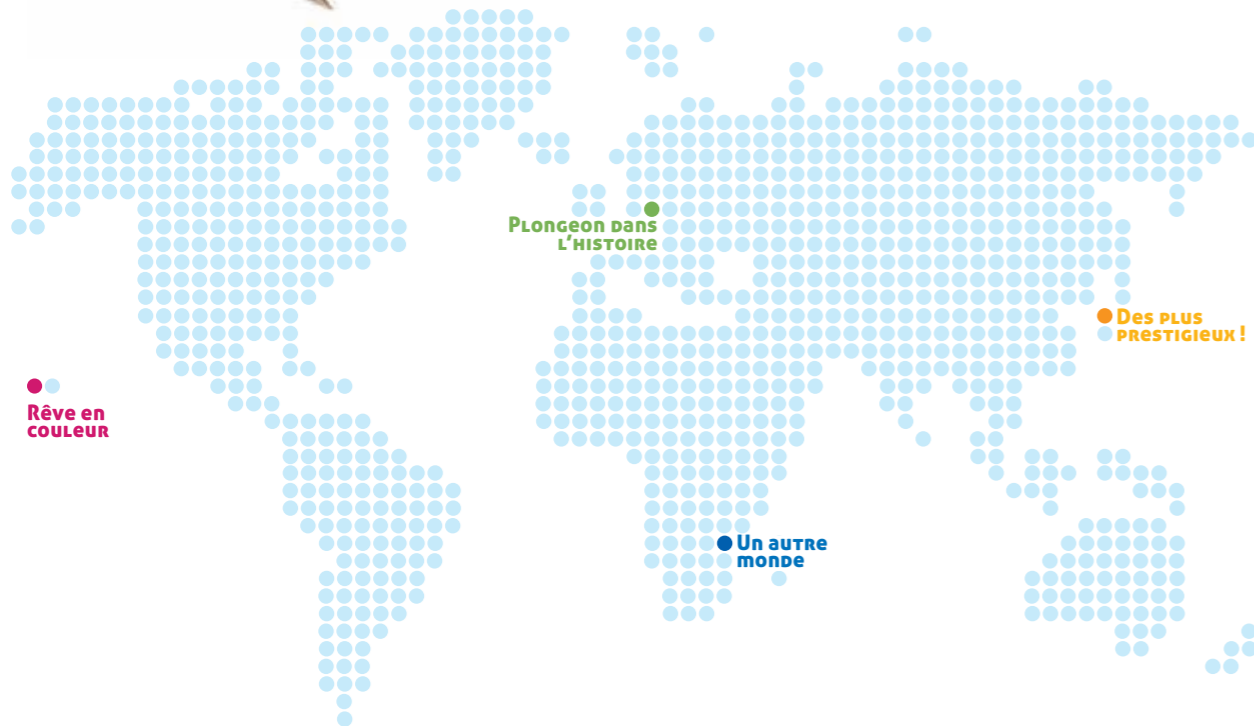 Plongeon dans
l'histoire
Des plus
prestigieux !
Rêve en
couleur
Un autre
monde